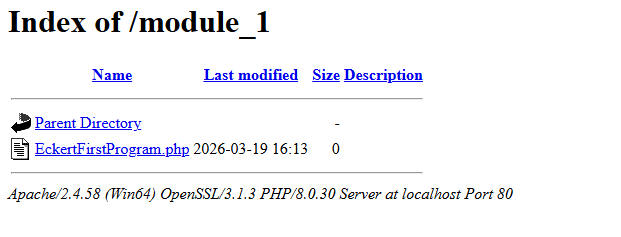 Index of /module_1
Name Last modified Size Description
Parent Directory -
EckertFirstProgram.php 2026-03-19 16:13 0
Apache/2.4.58 (Win64) OpenSSL/3.1.3 PHP/8.0.30 Server at localhost Port 80